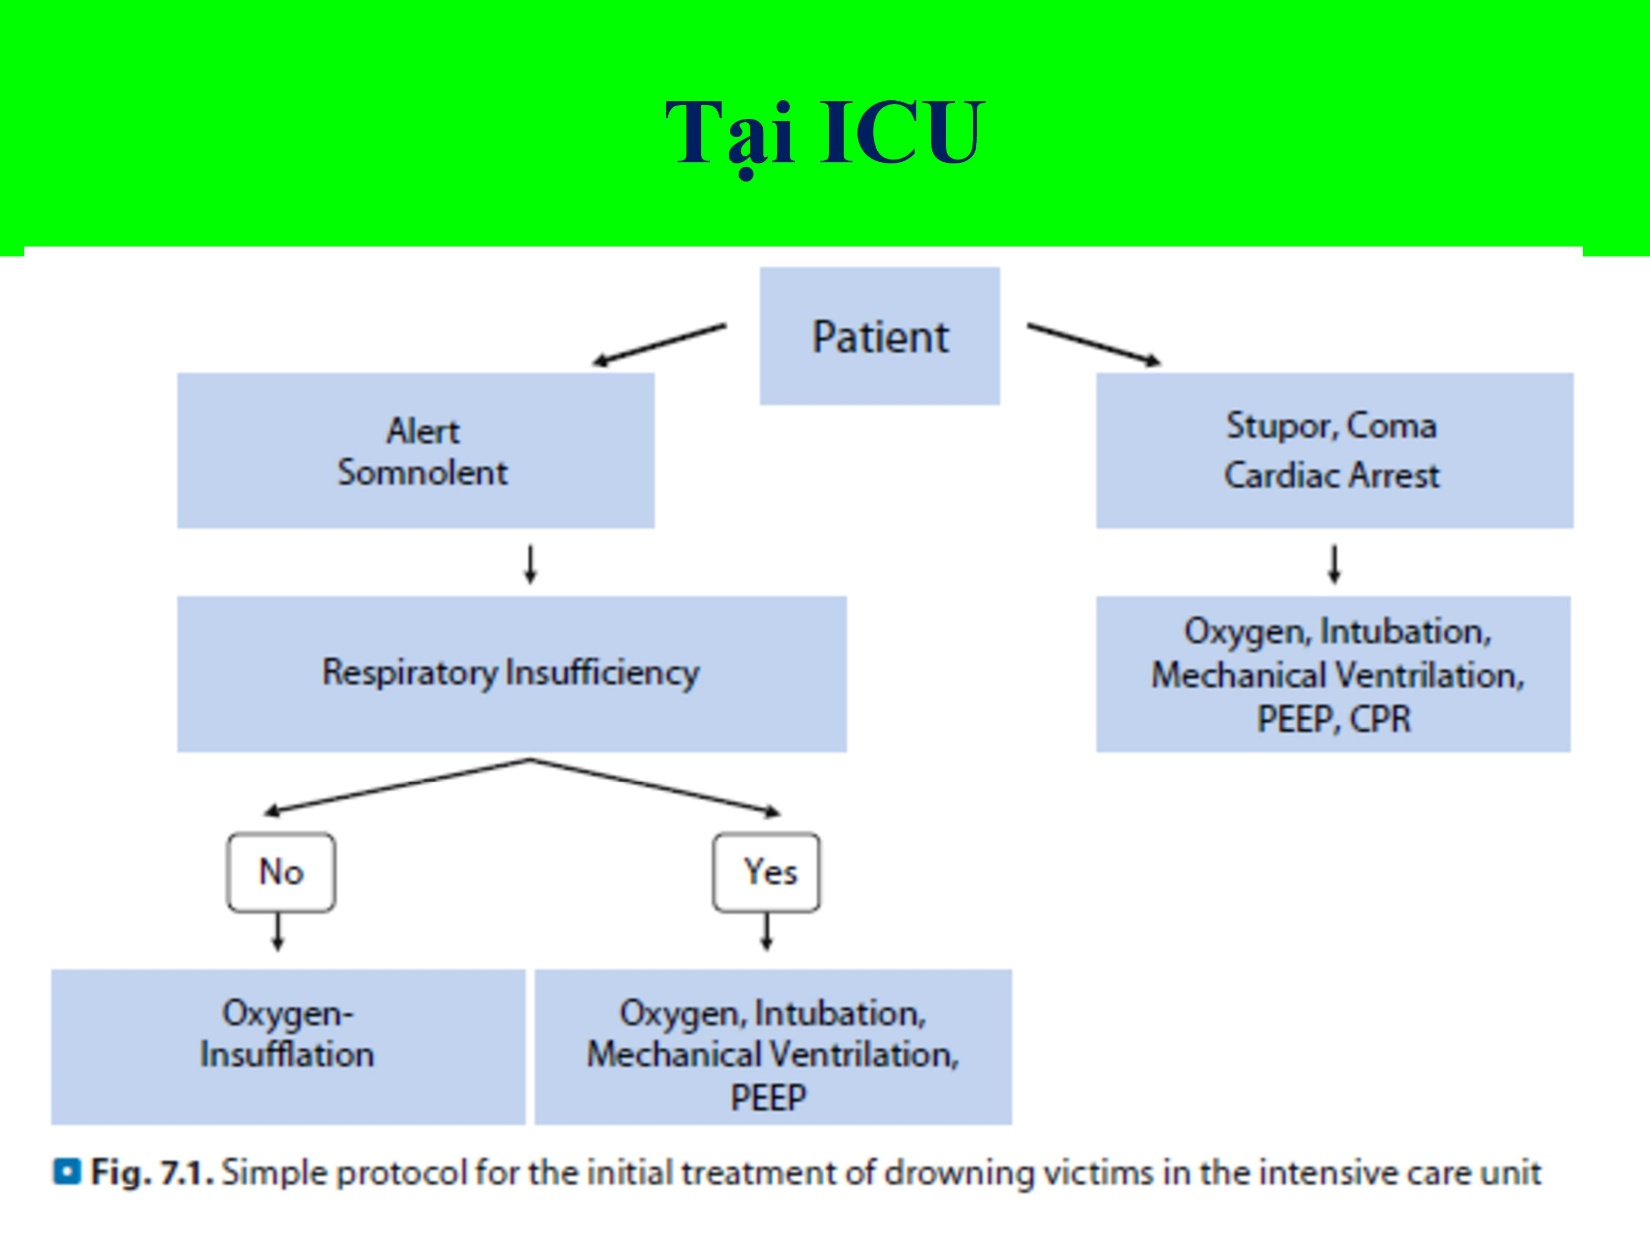 Tại ICU
Patient
Alert
Somnolent
Stupor, Coma
Cardiac Arrest
Respiratory Insufficiency
Oxygen, Intubation,
Mechanical Ventrilation,
PEEP, CPR
No
Yes
Oxygen-
Insufflation
Oxygen, Intubation,
Mechanical Ventrilation,
PEEP
Fig. 7.1. Simple protocol for the initial treatment of drowning victims in the intensive care unit